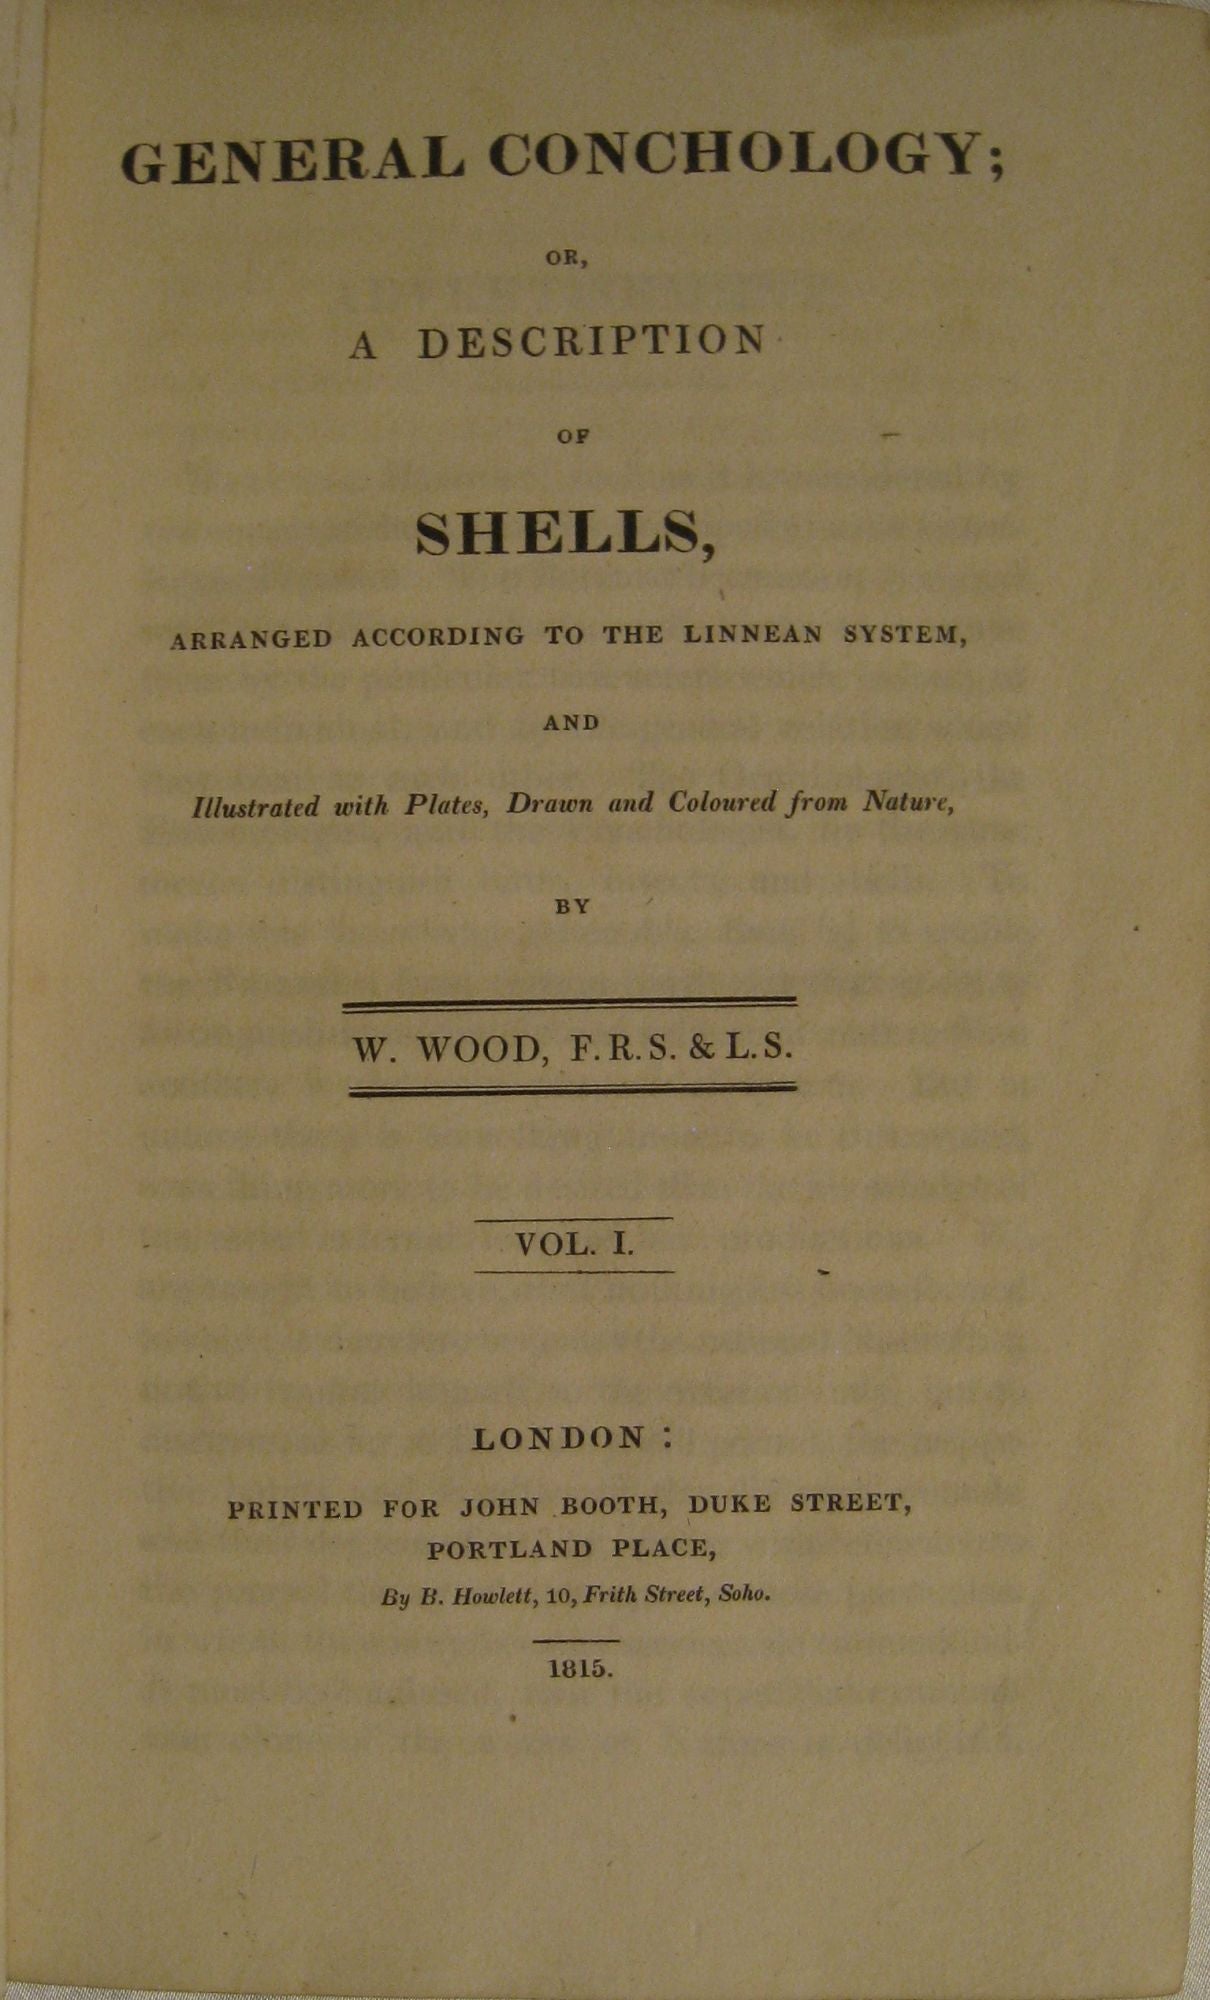 GENERAL CONCHOLOGY;
OR,
A DESCRIPTION
OF
SHELLS,
ARRANGED ACCORDING TO THE LINNEAN SYSTEM,
AND
Illustrated with Plates, Drawn and Coloured from Nature,
BY
W. WOOD, F.R.S. & L.S.
VOL. I.
LONDON:
PRINTED FOR JOHN BOOTH, DUKE STREET,
PORTLAND PLACE,
By B. Howlett, 10, Frith Street, Soho.
1815.